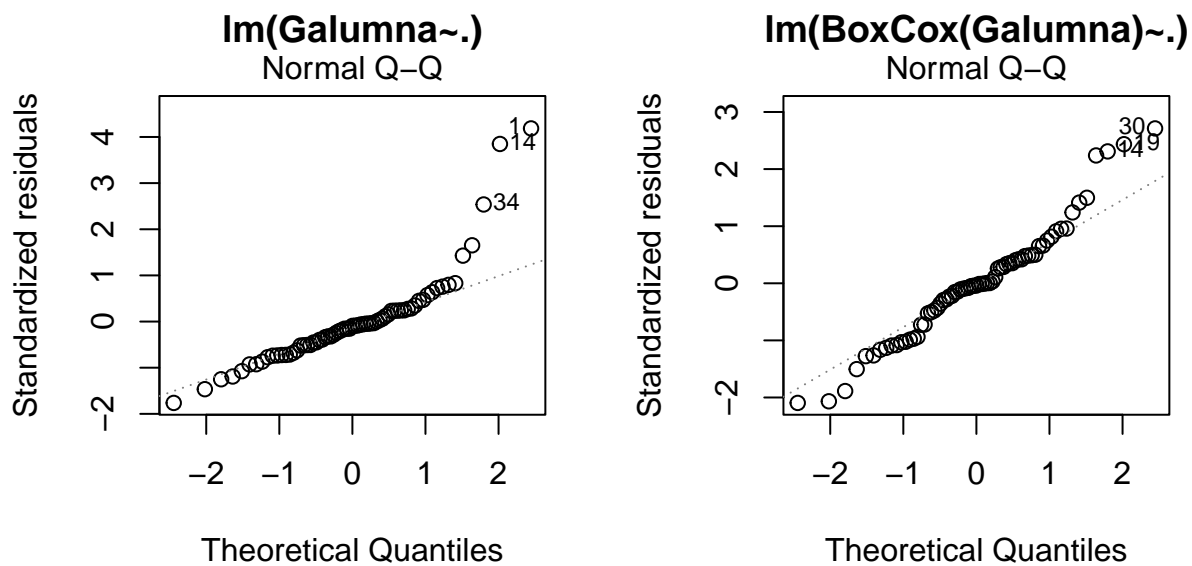 lm(Galumna~.)
Normal Q−Q
Standardized residuals
4
3
2
1
0
−2
−2 −1 0 1 2
Theoretical Quantiles
1
14
34
lm(BoxCox(Galumna)~.)
Normal Q−Q
Standardized residuals
3
2
1
0
−2
−2 −1 0 1 2
Theoretical Quantiles
30
19
14